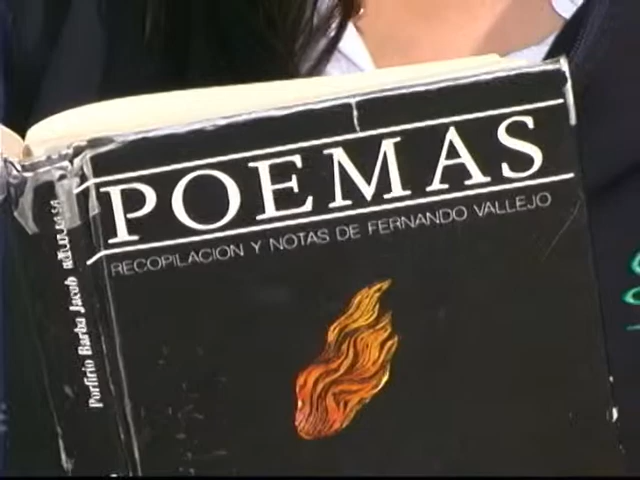 POEMAS
RECOPILACION Y NOTAS DE FERNANDO VALLEJO
Porfirio Barba Jacob